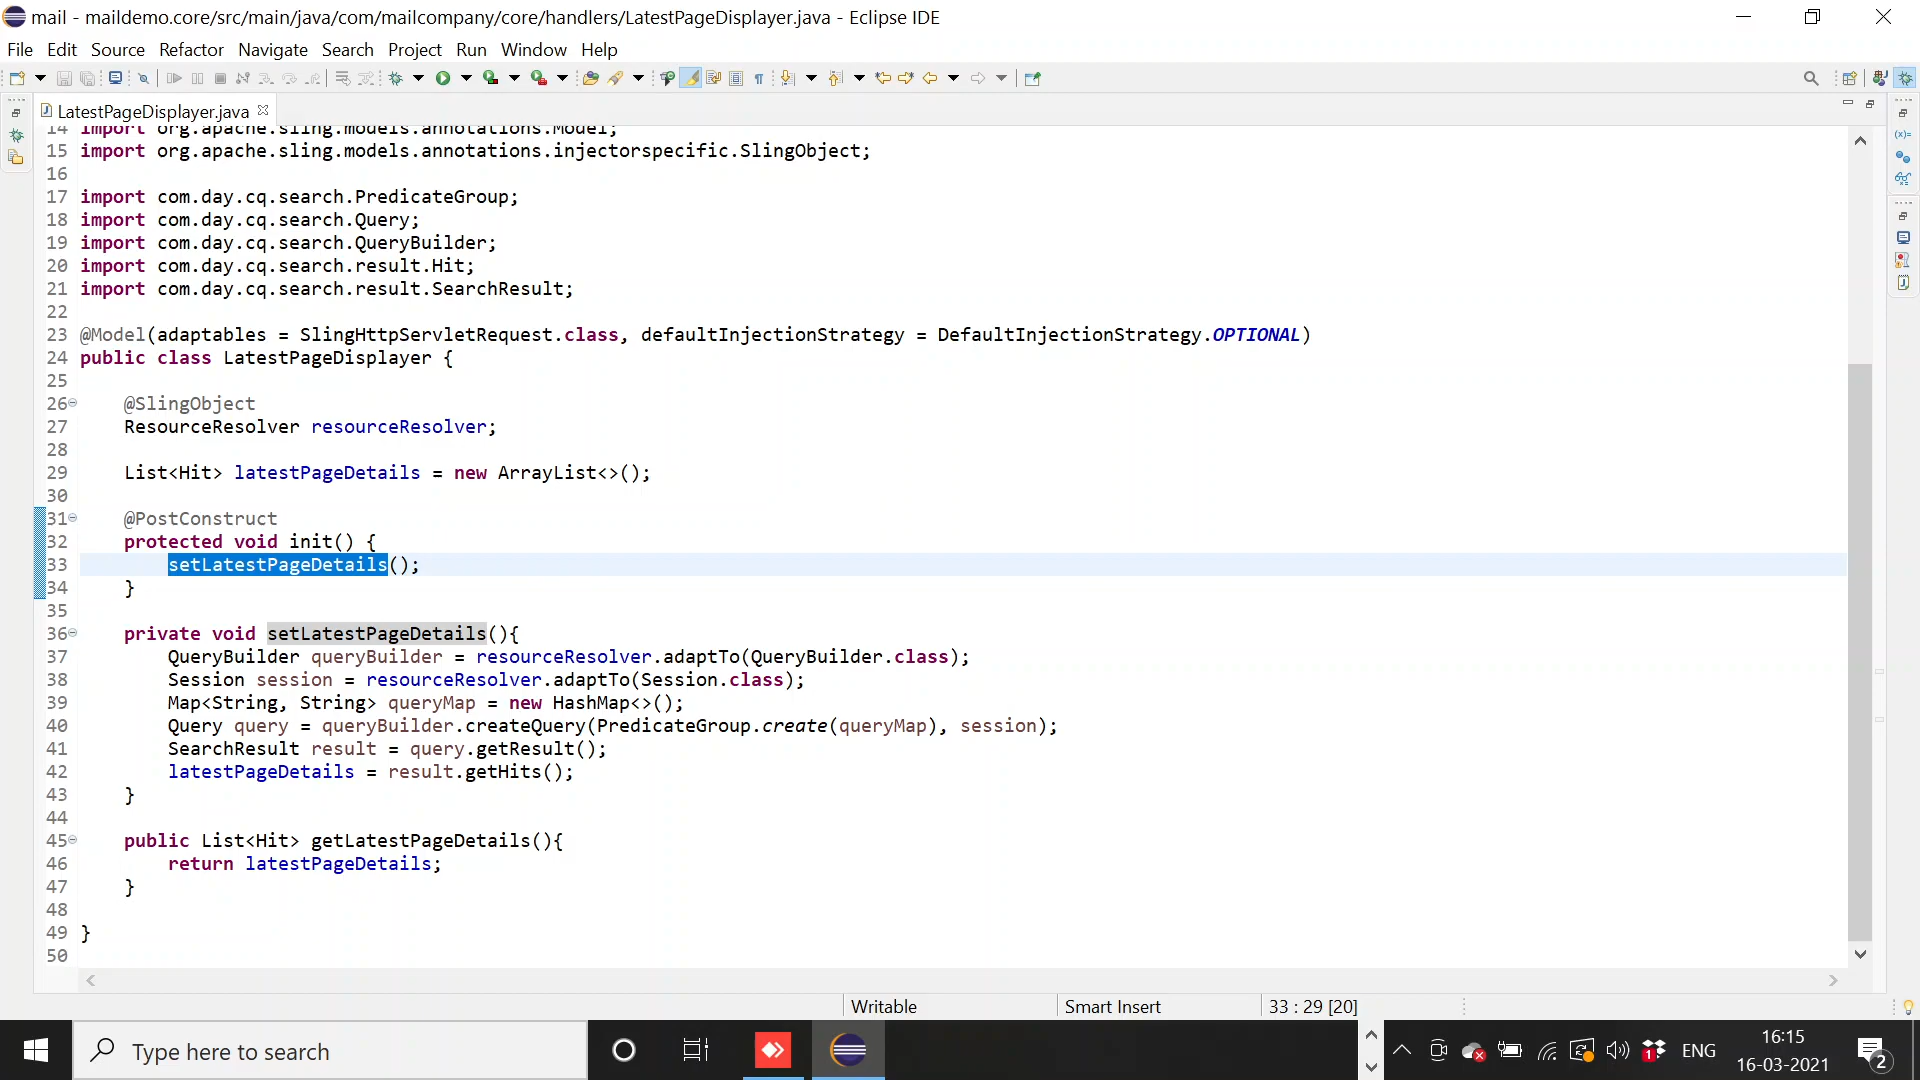 mail - maildemo.core/src/main/java/com/mailcompany/core/handlers/LatestPageDisplayer.java - Eclipse IDE
File Edit Source Refactor Navigate Search Project Run Window Help
LatestPageDisplayer.java
14 import org.apache.sling.models.annotations.Model;
15 import org.apache.sling.models.annotations.injectorspecific.SlingObject;
16
17 import com.day.cq.search.PredicateGroup;
18 import com.day.cq.search.Query;
19 import com.day.cq.search.QueryBuilder;
20 import com.day.cq.search.result.Hit;
21 import com.day.cq.search.result.SearchResult;
22
23 @Model(adaptables = SlingHttpServletRequest.class, defaultInjectionStrategy = DefaultInjectionStrategy.OPTIONAL)
24 public class LatestPageDisplayer {
25
26 @SlingObject
27 ResourceResolver resourceResolver;
28
29 List<Hit> latestPageDetails = new ArrayList<>();
30
31 @PostConstruct
32 protected void init() {
33 setLatestPageDetails();
34 }
35
36 private void setLatestPageDetails(){
37 QueryBuilder queryBuilder = resourceResolver.adaptTo(QueryBuilder.class);
38 Session session = resourceResolver.adaptTo(Session.class);
39 Map<String, String> queryMap = new HashMap<>();
40 Query query = queryBuilder.createQuery(PredicateGroup.create(queryMap), session);
41 SearchResult result = query.getResult();
42 latestPageDetails = result.getHits();
43 }
44
45 public List<Hit> getLatestPageDetails(){
46 return latestPageDetails;
47 }
48
49 }
50
Writable Smart Insert 33 : 29 [20]
Type here to search
1 ENG 16:15
16-03-2021
2